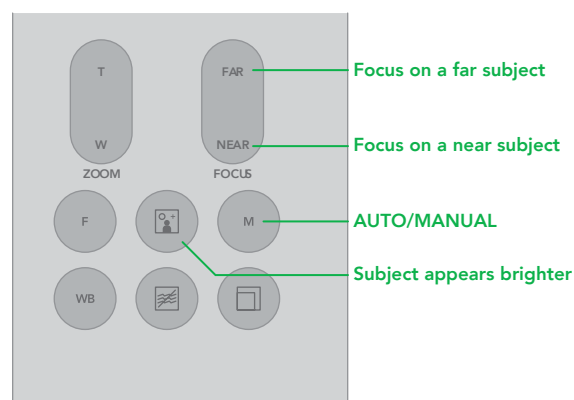 T
FAR
Focus on a far subject
W
NEAR
Focus on a near subject
ZOOM
FOCUS
F
M
AUTO/MANUAL
Subject appears brighter
WB